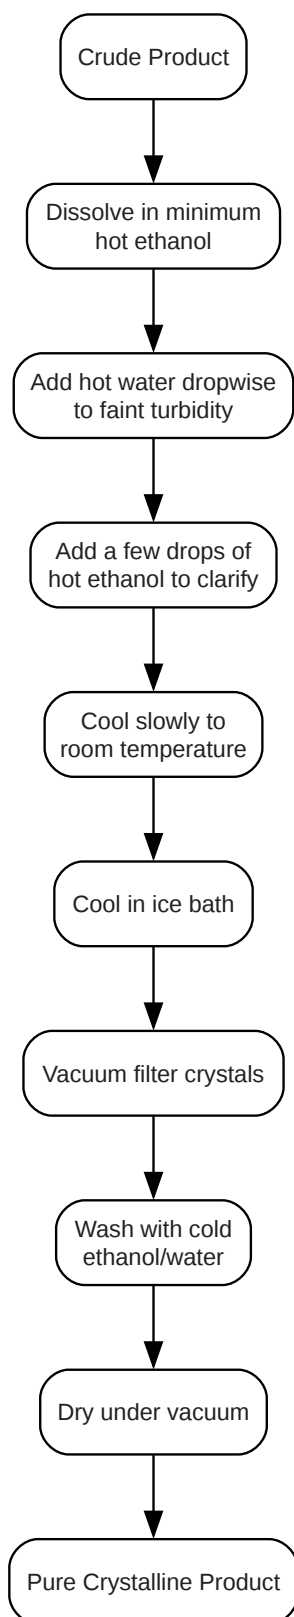 Crude Product
Dissolve in minimum
hot ethanol
Add hot water dropwise
to faint turbidity
Add a few drops of
hot ethanol to clarify
Cool slowly to
room temperature
Cool in ice bath
Vacuum filter crystals
Wash with cold
ethanol/water
Dry under vacuum
Pure Crystalline Product